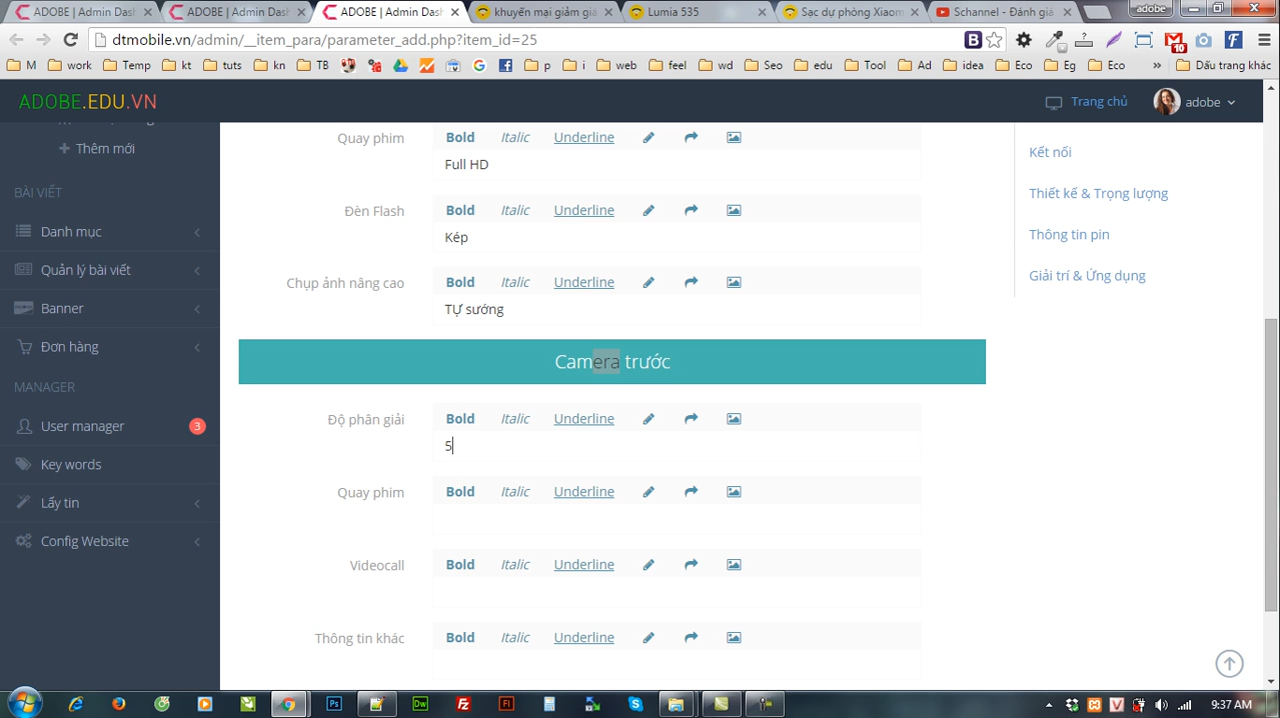 ADOBE | Admin Dash
ADOBE | Admin Dash
ADOBE | Admin Dash
khuyến mại giảm giá
Lumia 535
Sạc dự phòng Xiaom
Schannel - Đánh giá
adobe
dtmobile.vn/admin/__item_para/parameter_add.php?item_id=25
10
M
work
Temp
kt
tuts
kn
TB
p
i
web
feel
wd
Seo
edu
Tool
Ad
idea
Eco
Eg
Eco
»
Dấu trang khác
ADOBE.EDU.VN
Trang chủ
adobe
Thêm mới
BÀI VIẾT
Danh mục
Quản lý bài viết
Banner
Đơn hàng
MANAGER
User manager
3
Key words
Lấy tin
Config Website
Quay phim
Bold Italic Underline
Full HD
Đèn Flash
Bold Italic Underline
Kép
Chụp ảnh nâng cao
Bold Italic Underline
TỰ sướng
Camera trước
Độ phân giải
Bold Italic Underline
5
Quay phim
Bold Italic Underline
Videocall
Bold Italic Underline
Thông tin khác
Bold Italic Underline
Kết nối
Thiết kế & Trọng lượng
Thông tin pin
Giải trí & Ứng dụng
9:37 AM